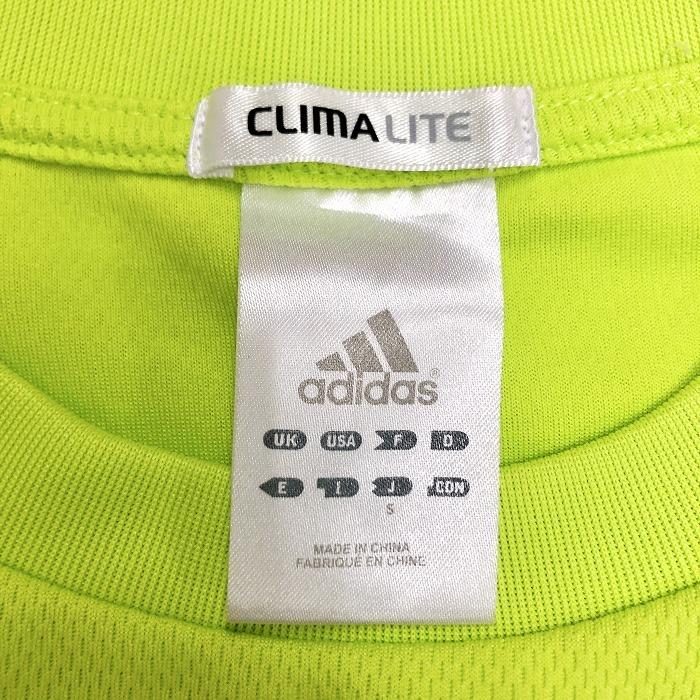 CLIMALITE
adidas®
UK USA F D
E I J CON
S
MADE IN CHINA
FABRIQUÉ EN CHINE